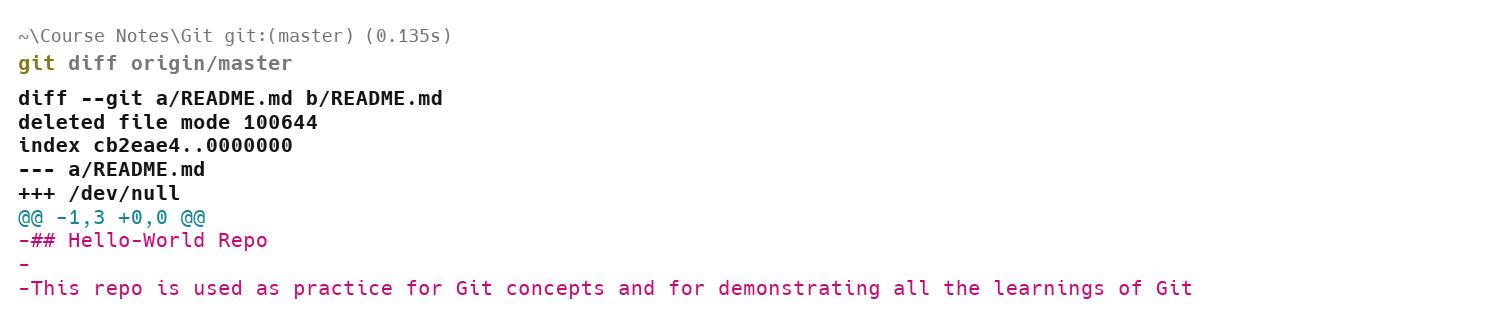 ~\Course Notes\Git git:(master) (0.135s)
git diff origin/master
diff --git a/README.md b/README.md
deleted file mode 100644
index cb2eae4..0000000
--- a/README.md
+++ /dev/null
@@ -1,3 +0,0 @@
-## Hello-World Repo
-
-This repo is used as practice for Git concepts and for demonstrating all the learnings of Git